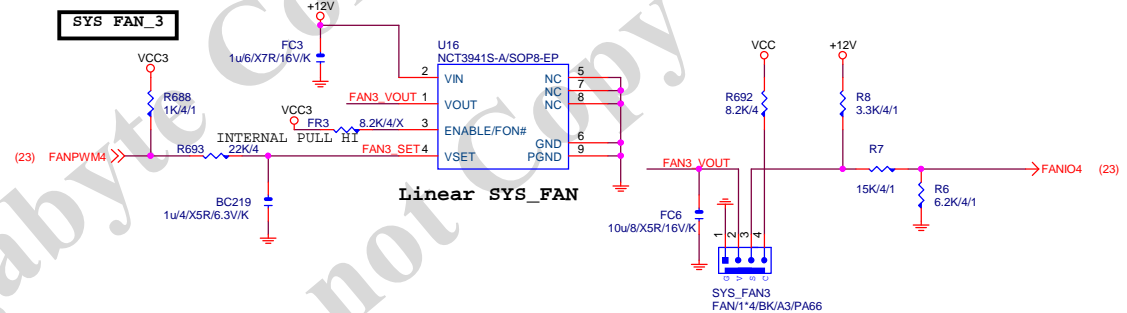 SYS FAN_3
+12V
FC3
1u/6/X7R/16V/K
U16
NCT3941S-A/SOP8-EP
VCC3
R688
1K/4/1
2
VIN
FAN3_VOUT
1
VOUT
VCC3
FR3
8.2K/4/X
3
ENABLE/FON#
INTERNAL PULL HI
(23)
FANPWM4
R693
22K/4
FAN3_SET
4
VSET
NC
5
NC
7
NC
8
GND
6
PGND
9
BC219
1u/4/X5R/6.3V/K
Linear SYS_FAN
VCC
+12V
R692
8.2K/4
R8
3.3K/4/1
FAN3_VOUT
R7
15K/4/1
FANIO4
(23)
R6
6.2K/4/1
FC6
10u/8/X5R/16V/K
1
2
3
4
G
V
S
C
SYS_FAN3
FAN/1*4/BK/A3/PA66
abyte
Co
not Copy